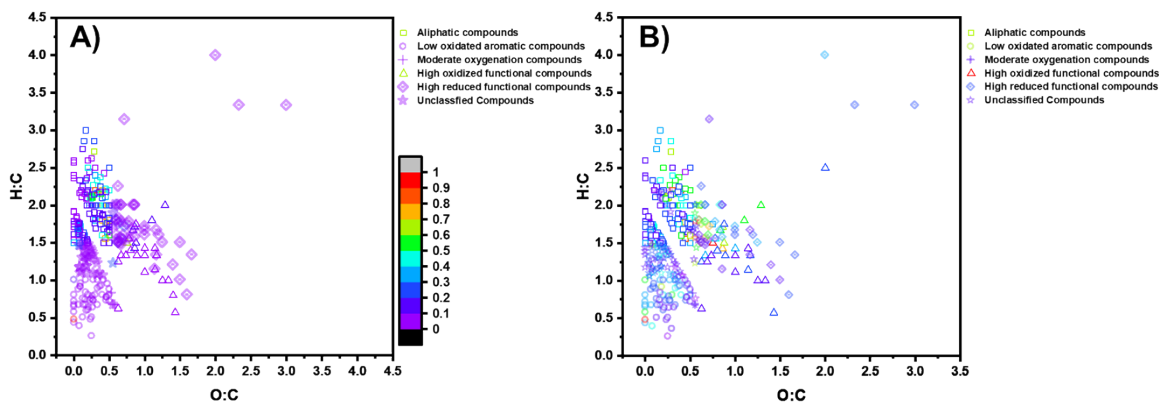 A)
4.5
4.0
3.5
3.0
2.5
2.0
1.5
1.0
0.5
0.0
H:C
0.0 0.5 1.0 1.5 2.0 2.5 3.0 3.5 4.0 4.5
O:C
Aliphatic compounds
Low oxidated aromatic compounds
Moderate oxygenation compounds
High oxidized functional compounds
High reduced functional compounds
Unclassfied Compounds
1
0.9
0.8
0.7
0.6
0.5
0.4
0.3
0.2
0.1
0
B)
4.5
4.0
3.5
3.0
2.5
2.0
1.5
1.0
0.5
0.0
H:C
0.0 0.5 1.0 1.5 2.0 2.5 3.0 3.5
O:C
Aliphatic compounds
Low oxidated aromatic compounds
Moderate oxygenation compounds
High oxidized functional compounds
High reduced functional compounds
Unclassified Compounds